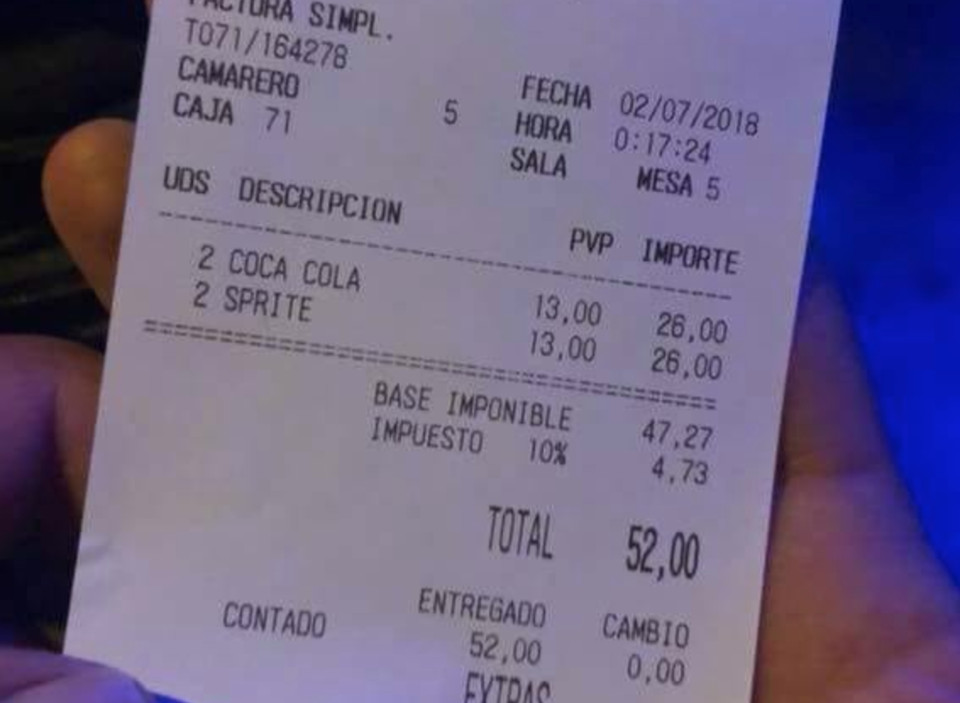 FACTURA SIMPL.
T071/164278
CAMARERO 5 FECHA 02/07/2018
CAJA 71 HORA 0:17:24
SALA MESA 5
UDS DESCRIPCION PVP IMPORTE
2 COCA COLA 13,00 26,00
2 SPRITE 13,00 26,00
BASE IMPONIBLE 47,27
IMPUESTO 10% 4,73
TOTAL 52,00
ENTREGADO CAMBIO
CONTADO 52,00 0,00
EXTRAS